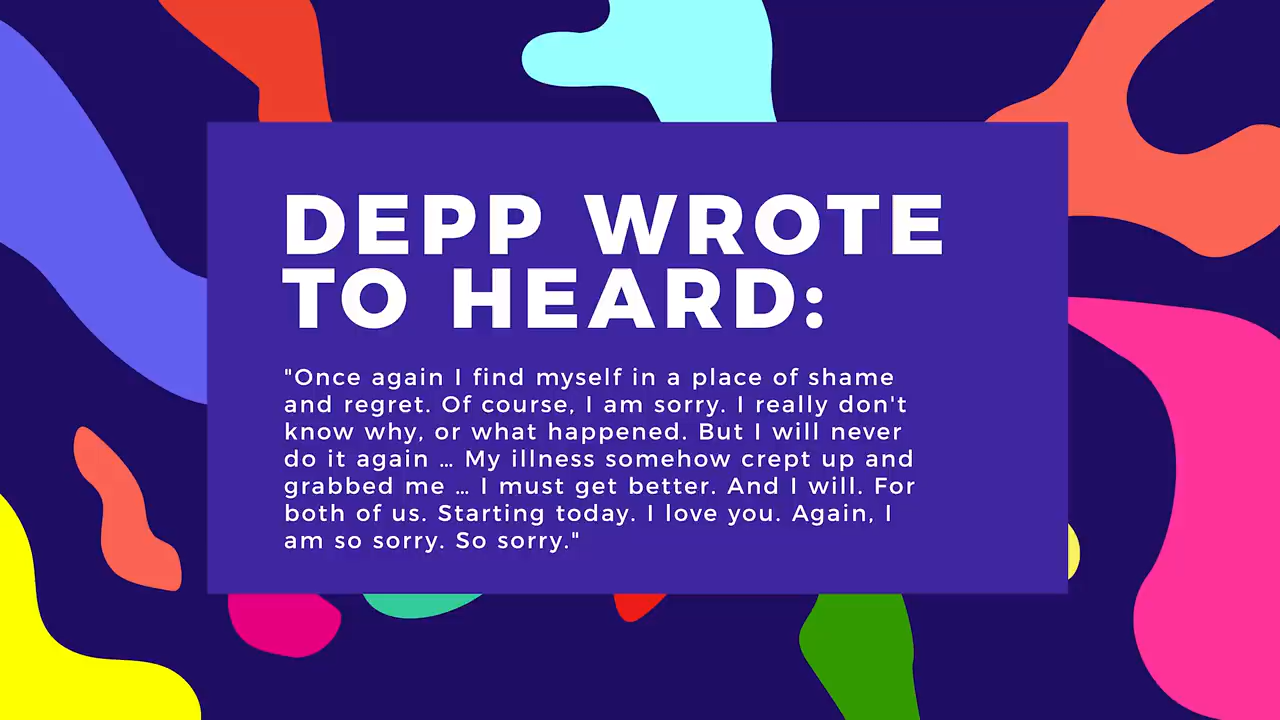 DEPP WROTE
TO HEARD:
"Once again I find myself in a place of shame
and regret. Of course, I am sorry. I really don't
know why, or what happened. But I will never
do it again … My illness somehow crept up and
grabbed me … I must get better. And I will. For
both of us. Starting today. I love you. Again, I
am so sorry. So sorry."